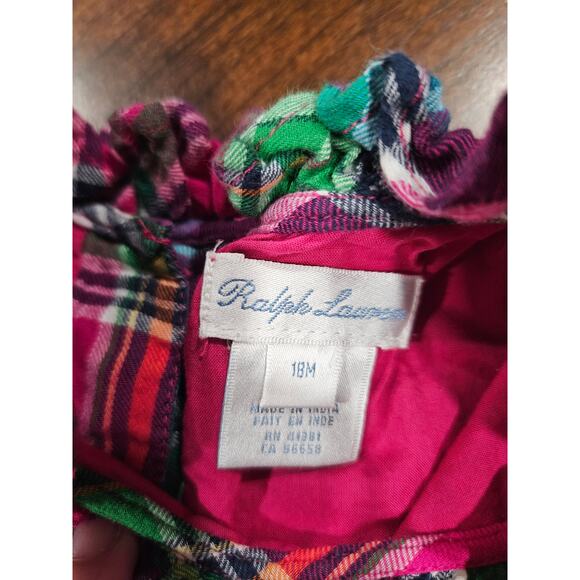 Ralph Lauren
18M
MADE IN INDIA
FAIT EN INDE
RN 41381
CA 56658